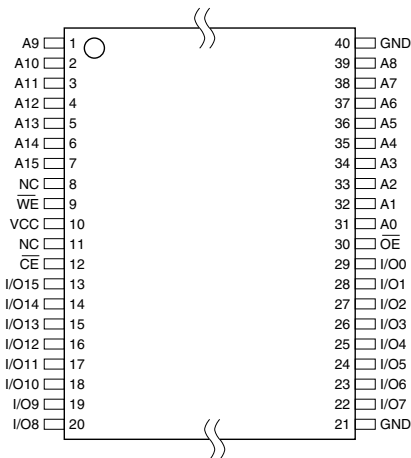 A9 1 40 GND
A10 2 39 A8
A11 3 38 A7
A12 4 37 A6
A13 5 36 A5
A14 6 35 A4
A15 7 34 A3
NC 8 33 A2
W̅E̅ 9 32 A1
VCC 10 31 A0
NC 11 30 O̅E̅
C̅E̅ 12 29 I/O0
I/O15 13 28 I/O1
I/O14 14 27 I/O2
I/O13 15 26 I/O3
I/O12 16 25 I/O4
I/O11 17 24 I/O5
I/O10 18 23 I/O6
I/O9 19 22 I/O7
I/O8 20 21 GND